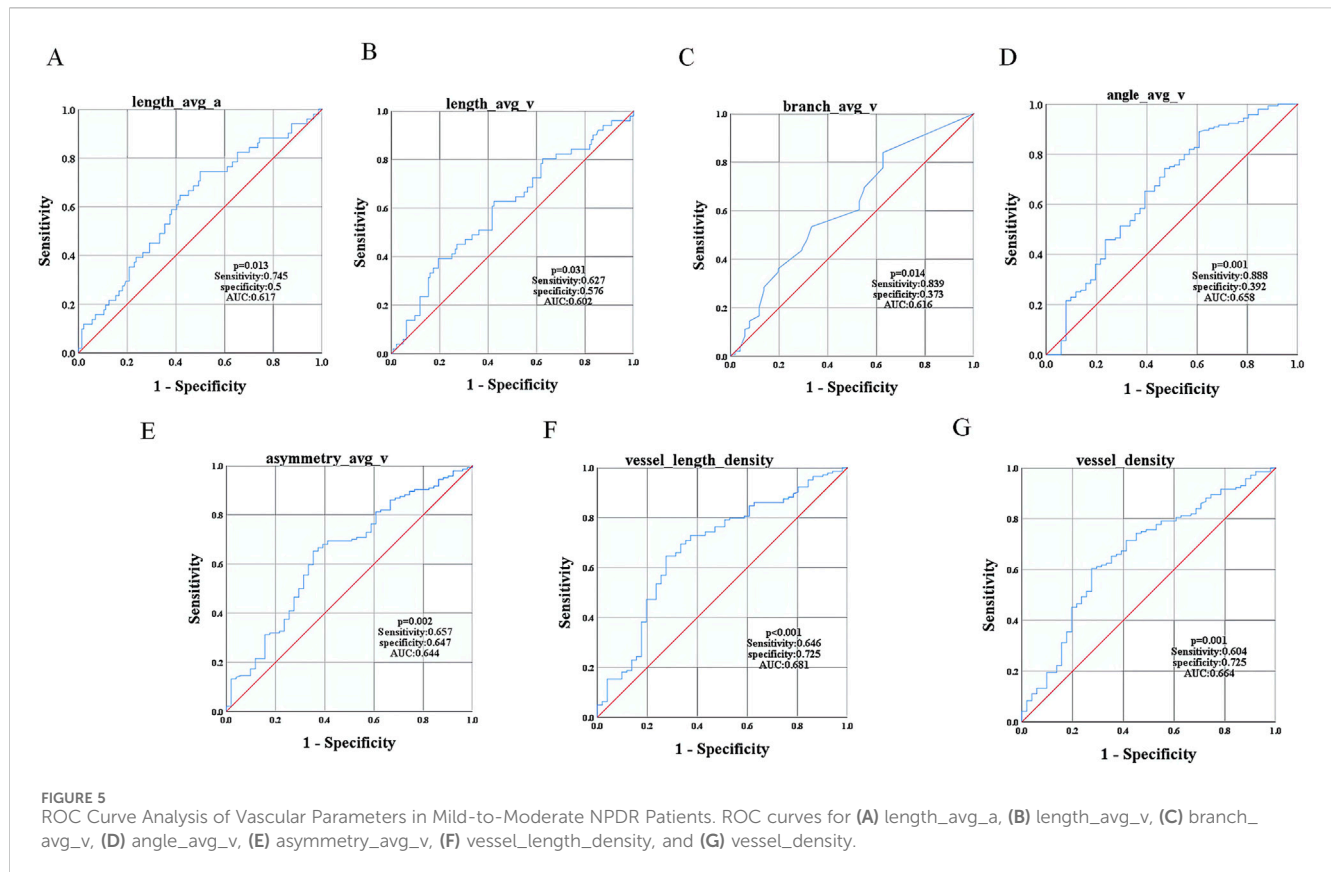 A
length_avg_a
1.0
0.8
0.6
0.4
0.2
0.0
Sensitivity
p=0.013
Sensitivity:0.745
specificity:0.5
AUC:0.617
0.0 0.2 0.4 0.6 0.8 1.0
1 - Specificity
B
length_avg_v
1.0
0.8
0.6
0.4
0.2
0.0
Sensitivity
p=0.031
Sensitivity:0.627
specificity:0.576
AUC:0.602
0.0 0.2 0.4 0.6 0.8 1.0
1 - Specificity
C
branch_avg_v
1.0
0.8
0.6
0.4
0.2
0.0
Sensitivity
p=0.014
Sensitivity:0.839
specificity:0.373
AUC:0.616
0.0 0.2 0.4 0.6 0.8 1.0
1 - Specificity
D
angle_avg_v
1.0
0.8
0.6
0.4
0.2
0.0
Sensitivity
p=0.001
Sensitivity:0.888
specificity:0.392
AUC:0.658
0.0 0.2 0.4 0.6 0.8 1.0
1 - Specificity
E
asymmetry_avg_v
1.0
0.8
0.6
0.4
0.2
0.0
Sensitivity
p=0.002
Sensitivity:0.657
specificity:0.647
AUC:0.644
0.0 0.2 0.4 0.6 0.8 1.0
1 - Specificity
F
vessel_length_density
1.0
0.8
0.6
0.4
0.2
0.0
Sensitivity
p<0.001
Sensitivity:0.646
specificity:0.725
AUC:0.681
0.0 0.2 0.4 0.6 0.8 1.0
1 - Specificity
G
vessel_density
1.0
0.8
0.6
0.4
0.2
0.0
Sensitivity
p=0.001
Sensitivity:0.604
specificity:0.725
AUC:0.664
0.0 0.2 0.4 0.6 0.8 1.0
1 - Specificity
FIGURE 5
ROC Curve Analysis of Vascular Parameters in Mild-to-Moderate NPDR Patients. ROC curves for (A) length_avg_a, (B) length_avg_v, (C) branch_
avg_v, (D) angle_avg_v, (E) asymmetry_avg_v, (F) vessel_length_density, and (G) vessel_density.